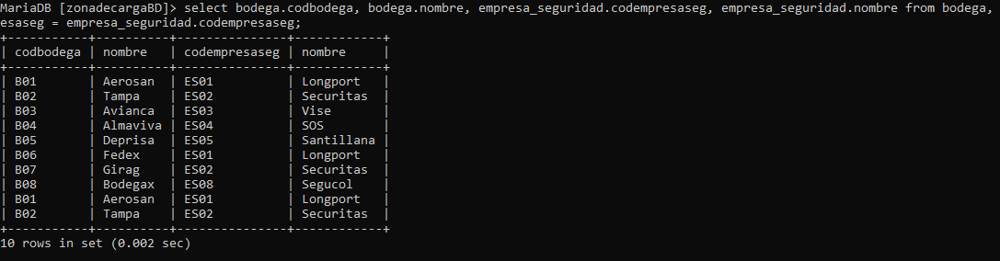 MariaDB [zonadecargaBD]> select bodega.codbodega, bodega.nombre, empresa_seguridad.codempresaseg, empresa_seguridad.nombre from bodega,
esaseg = empresa_seguridad.codempresaseg;
+-----------+----------+---------------+------------+
| codbodega | nombre   | codempresaseg | nombre     |
+-----------+----------+---------------+------------+
| B01       | Aerosan  | ES01          | Longport   |
| B02       | Tampa    | ES02          | Securitas  |
| B03       | Avianca  | ES03          | Vise       |
| B04       | Almaviva | ES04          | SOS        |
| B05       | Deprisa  | ES05          | Santillana |
| B06       | Fedex    | ES01          | Longport   |
| B07       | Girag    | ES02          | Securitas  |
| B08       | Bodegax  | ES08          | Segucol    |
| B01       | Aerosan  | ES01          | Longport   |
| B02       | Tampa    | ES02          | Securitas  |
+-----------+----------+---------------+------------+
10 rows in set (0.002 sec)